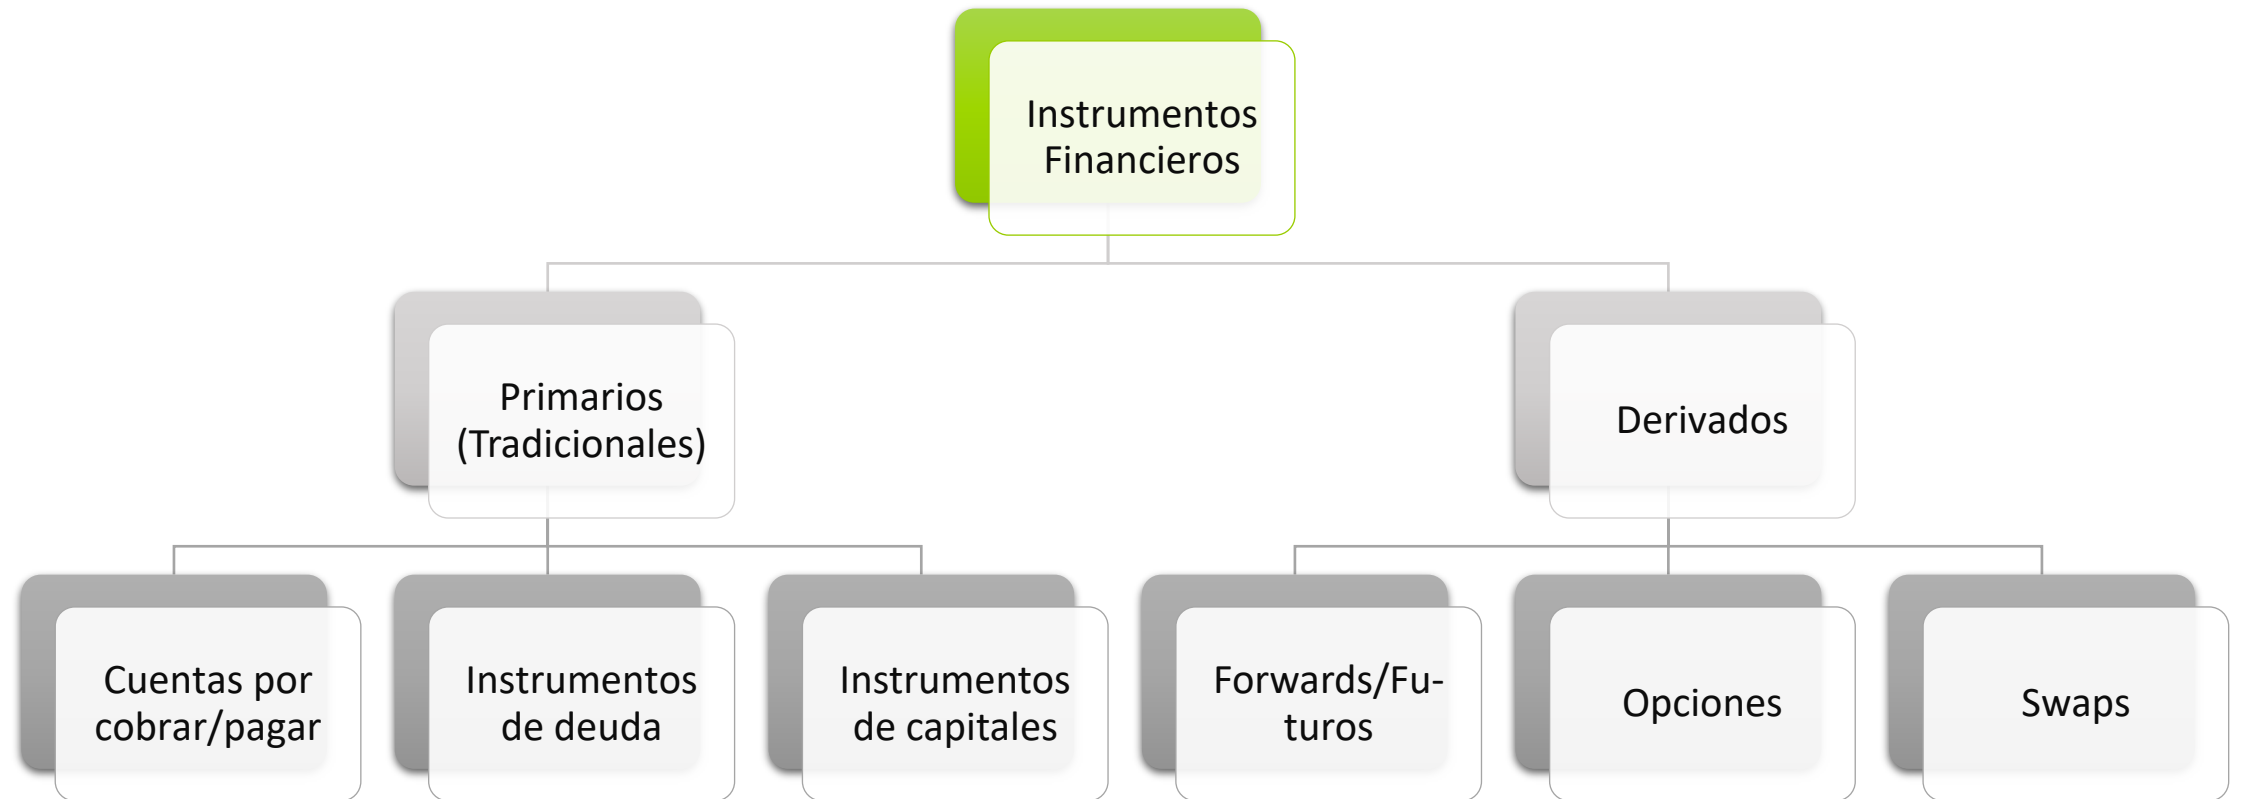 Instrumentos
Financieros
Primarios
(Tradicionales)
Derivados
Cuentas por
cobrar/pagar
Instrumentos
de deuda
Instrumentos
de capitales
Forwards/Fu-
turos
Opciones
Swaps